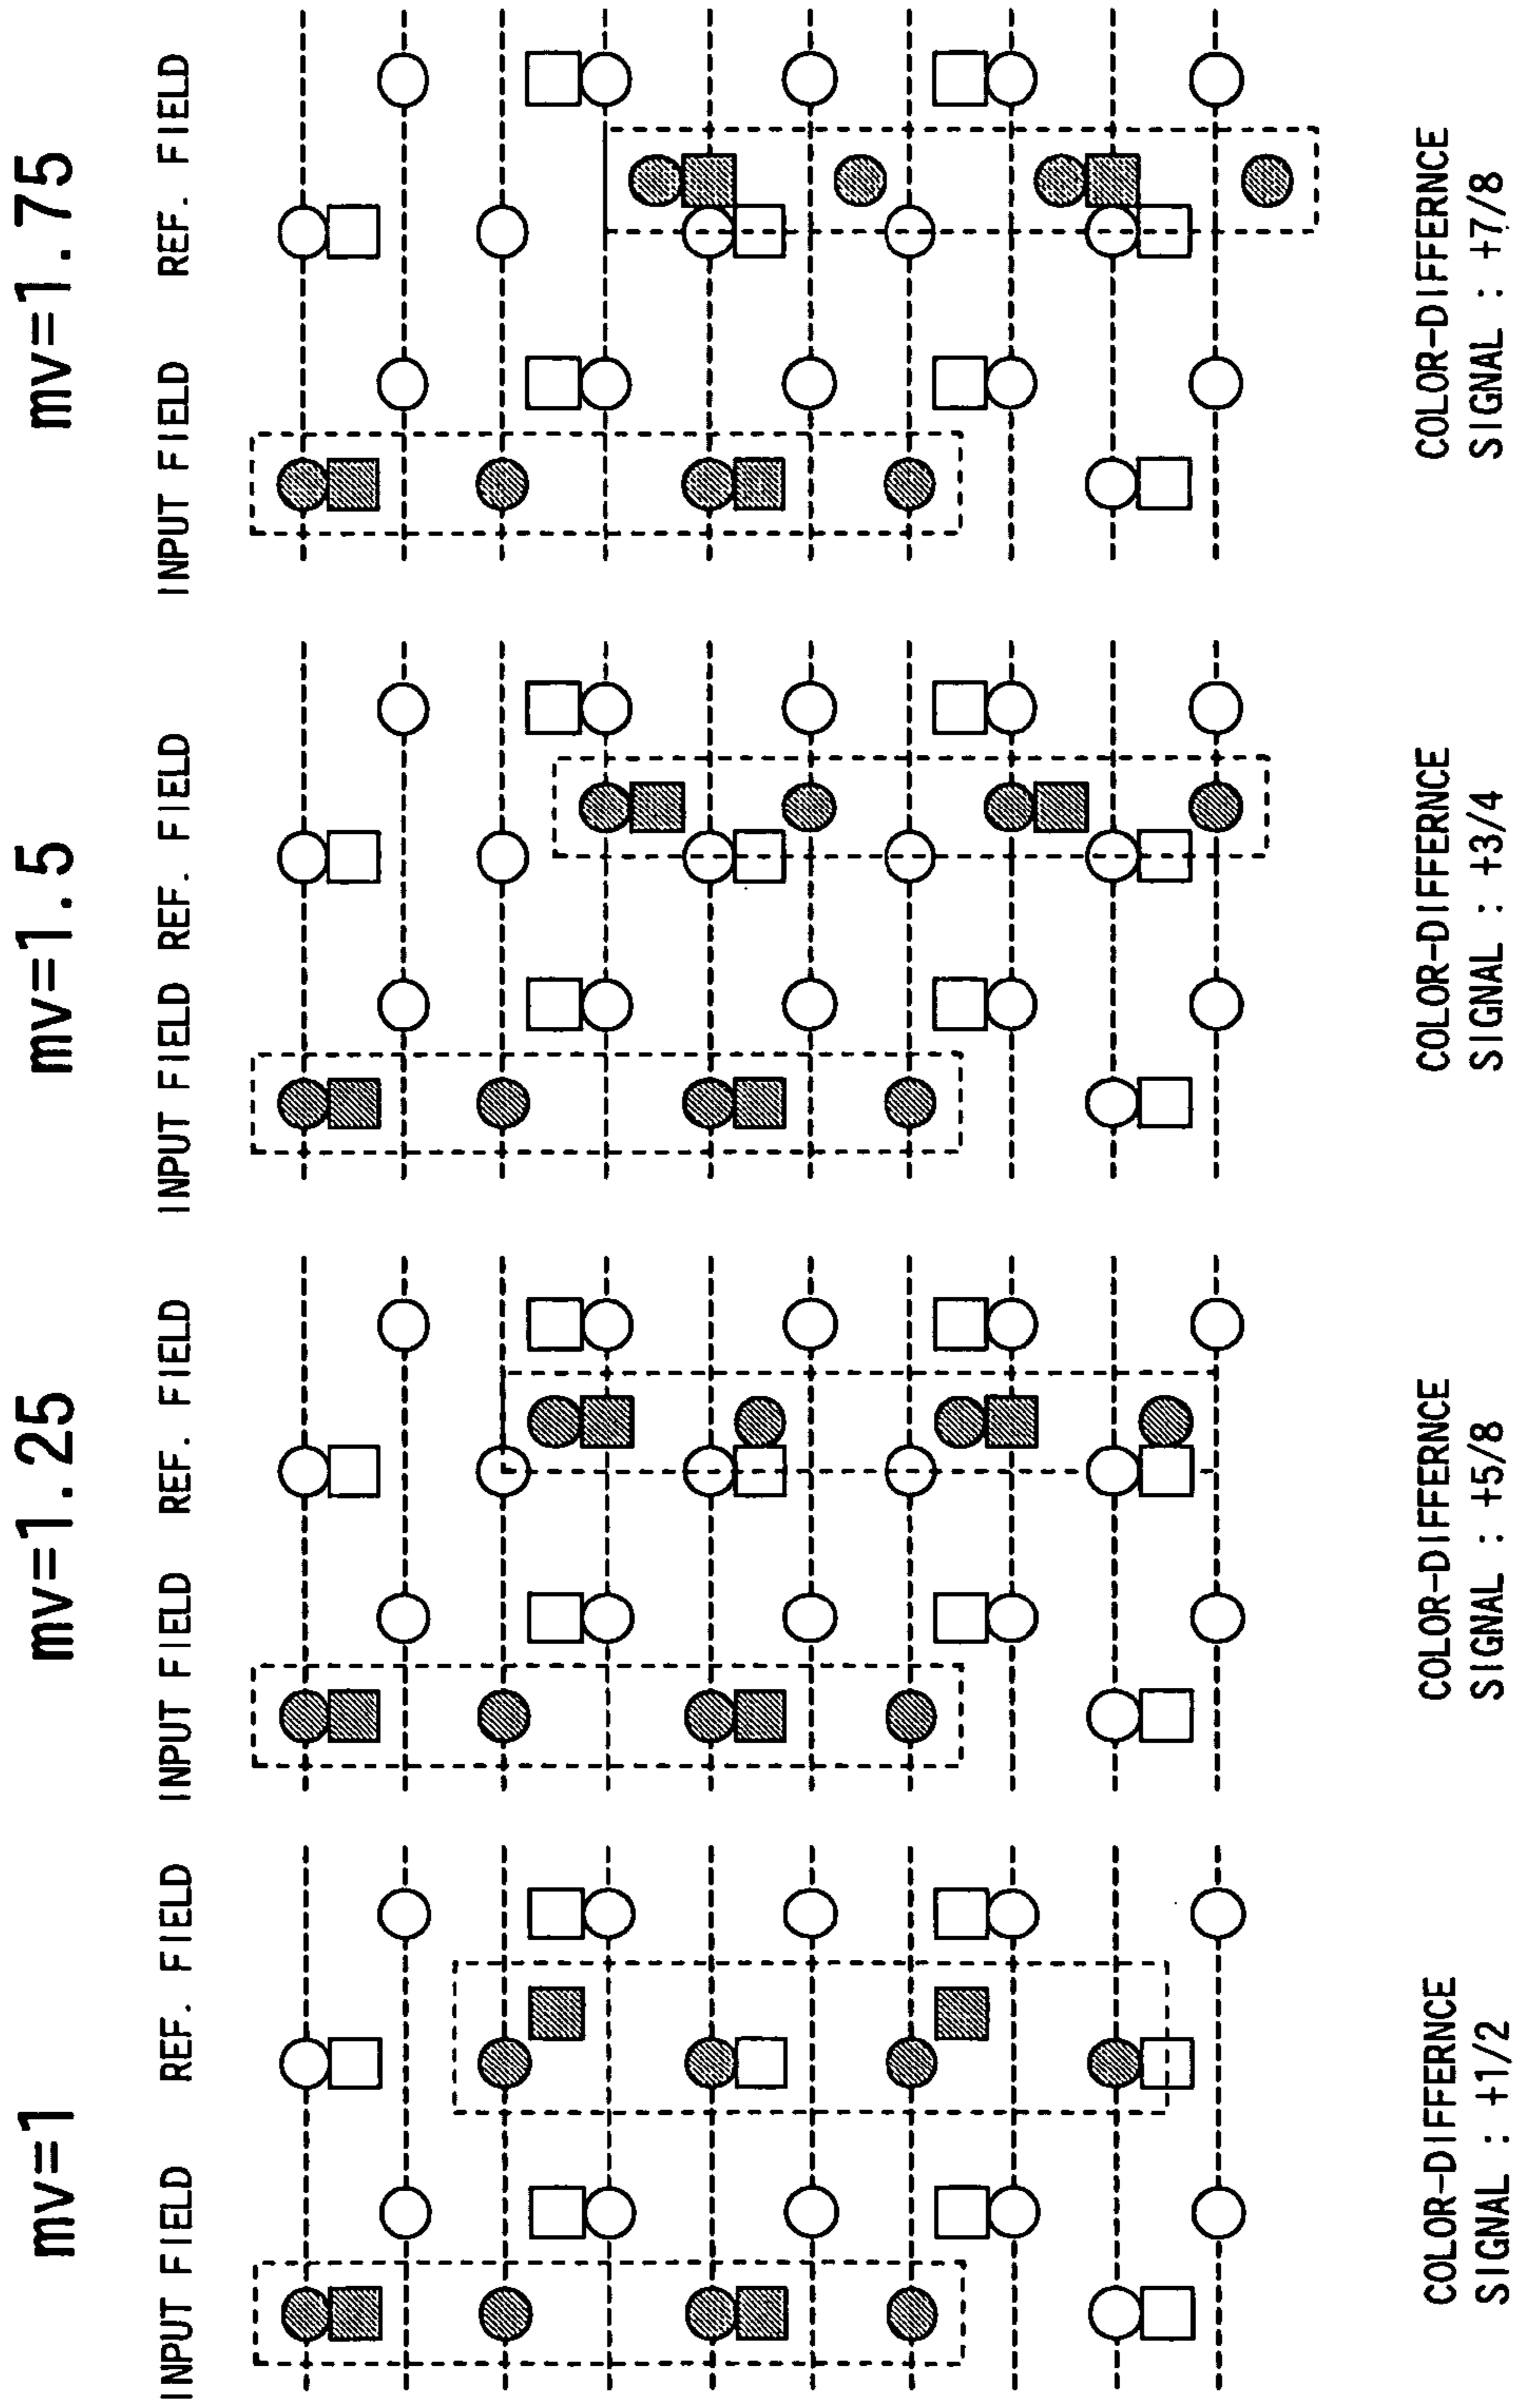 mv=1
INPUT FIELD REF. FIELD
COLOR-DIFFERNCE
SIGNAL : +1/2
mv=1.25
INPUT FIELD REF. FIELD
COLOR-DIFFERNCE
SIGNAL : +5/8
mv=1.5
INPUT FIELD REF. FIELD
COLOR-DIFFERNCE
SIGNAL : +3/4
mv=1.75
INPUT FIELD REF. FIELD
COLOR-DIFFERNCE
SIGNAL : +7/8